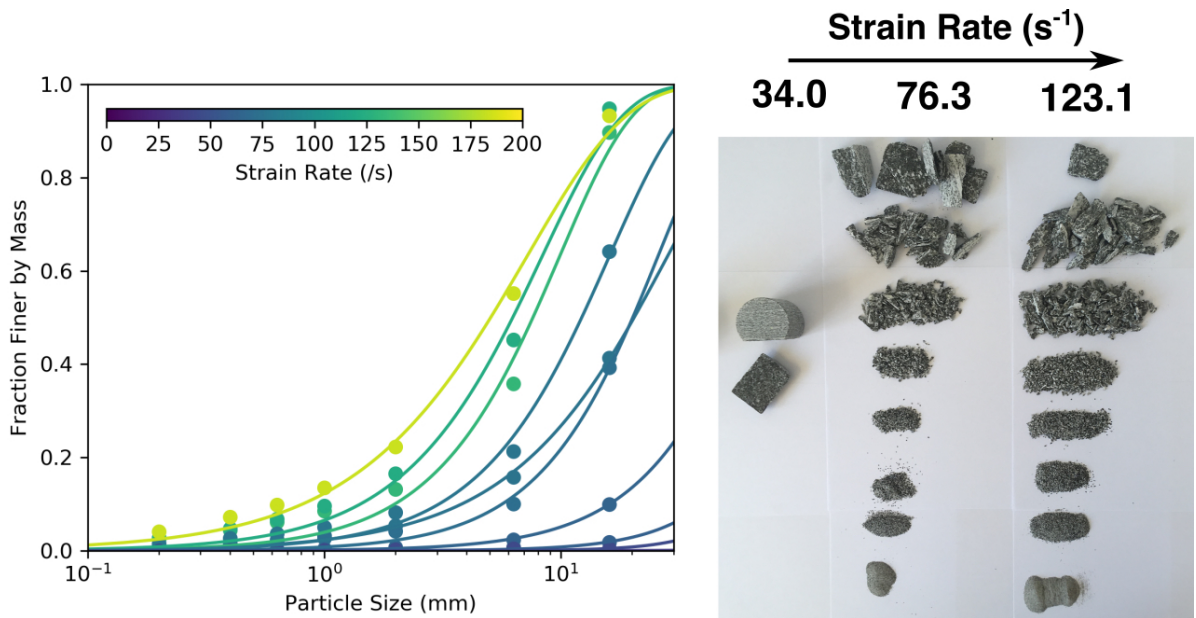 Strain Rate (s⁻¹)
34.0 76.3 123.1
1.0
0.8
0.6
0.4
0.2
0.0
Fraction Finer by Mass
0 25 50 75 100 125 150 175 200
Strain Rate (/s)
10⁻¹ 10⁰ 10¹
Particle Size (mm)